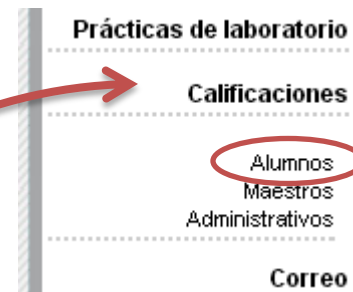 Prácticas de laboratorio
Calificaciones
Alumnos
Maestros
Administrativos
Correo